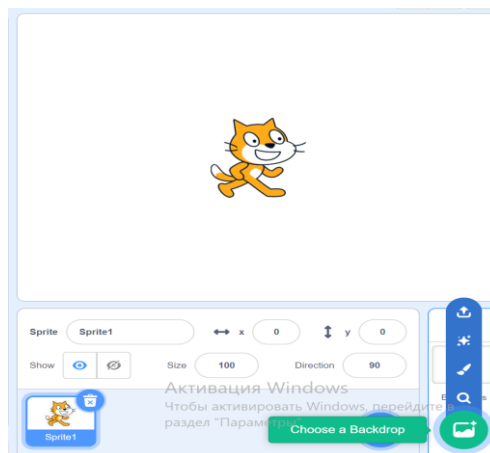 Sprite Sprite1 x 0 y 0
Show Size 100 Direction 90
Активация Windows
Чтобы активировать Windows, перейдите в
раздел "Параметры".
Choose a Backdrop
Sprite1